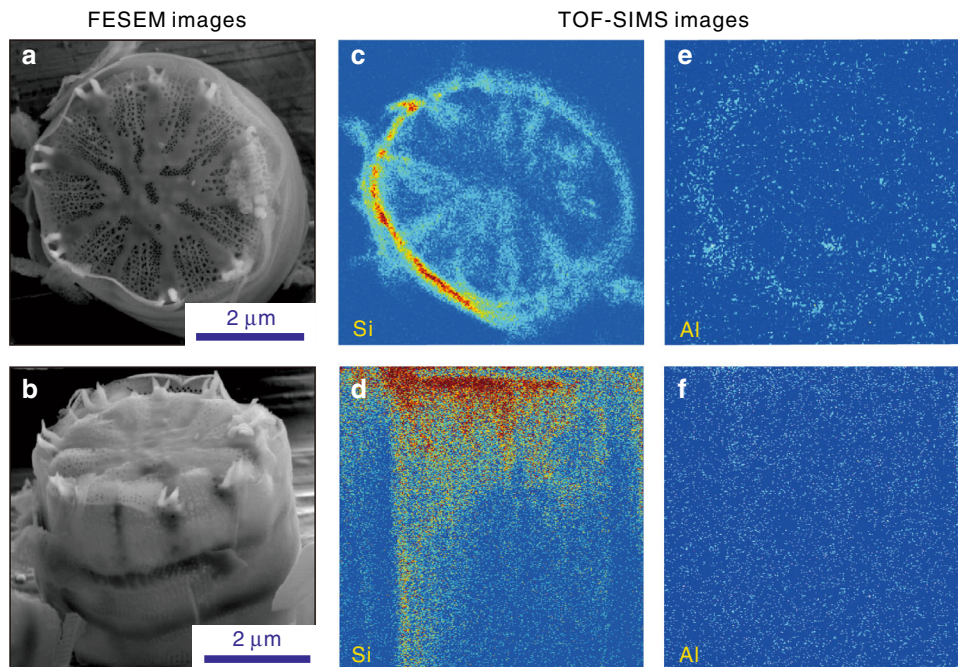 FESEM images
TOF-SIMS images
a
c
e
2 μm
Si
Al
b
d
f
2 μm
Si
Al